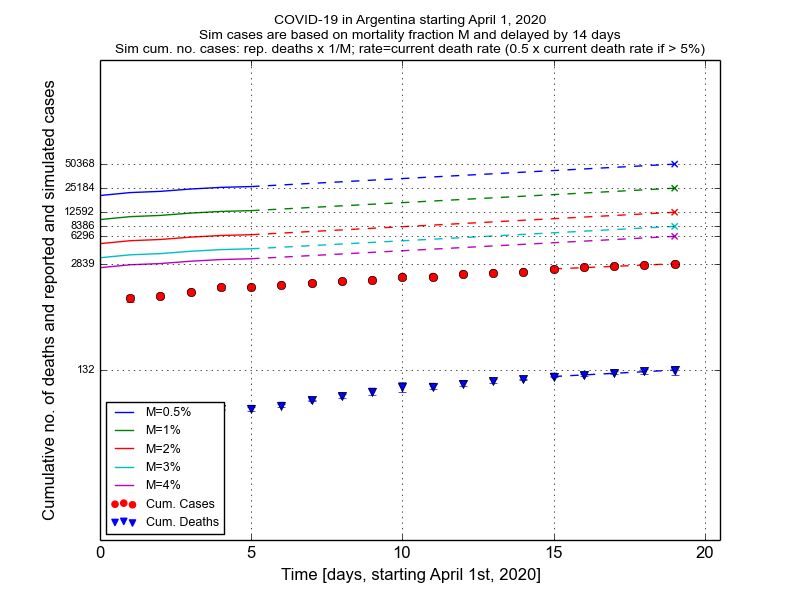 COVID-19 in Argentina starting April 1, 2020
Sim cases are based on mortality fraction M and delayed by 14 days
Sim cum. no. cases: rep. deaths x 1/M; rate=current death rate (0.5 x current death rate if > 5%)
Cumulative no. of deaths and reported and simulated cases
50368
25184
12592
8386
6296
2839
132
M=0.5%
M=1%
M=2%
M=3%
M=4%
Cum. Cases
Cum. Deaths
0 5 10 15 20
Time [days, starting April 1st, 2020]